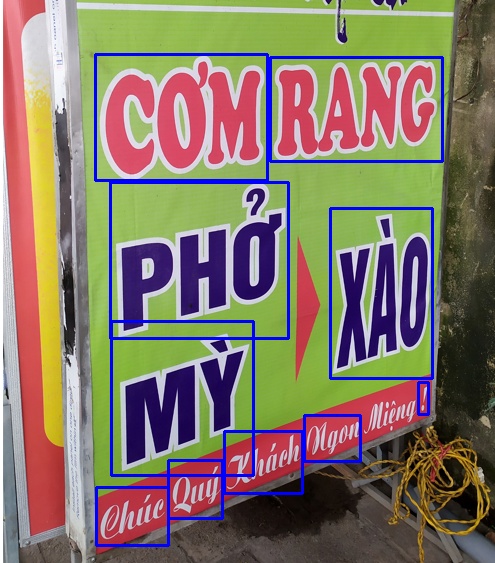 CƠM RANG
PHỞ
MỲ
XÀO
Chúc Quý Khách Ngon Miệng !